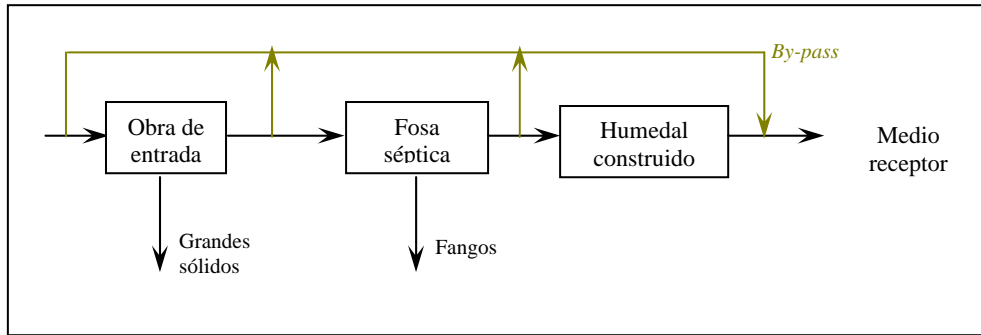 By-pass
Obra de
entrada
Fosa
séptica
Humedal
construido
Medio
receptor
Grandes
sólidos
Fangos